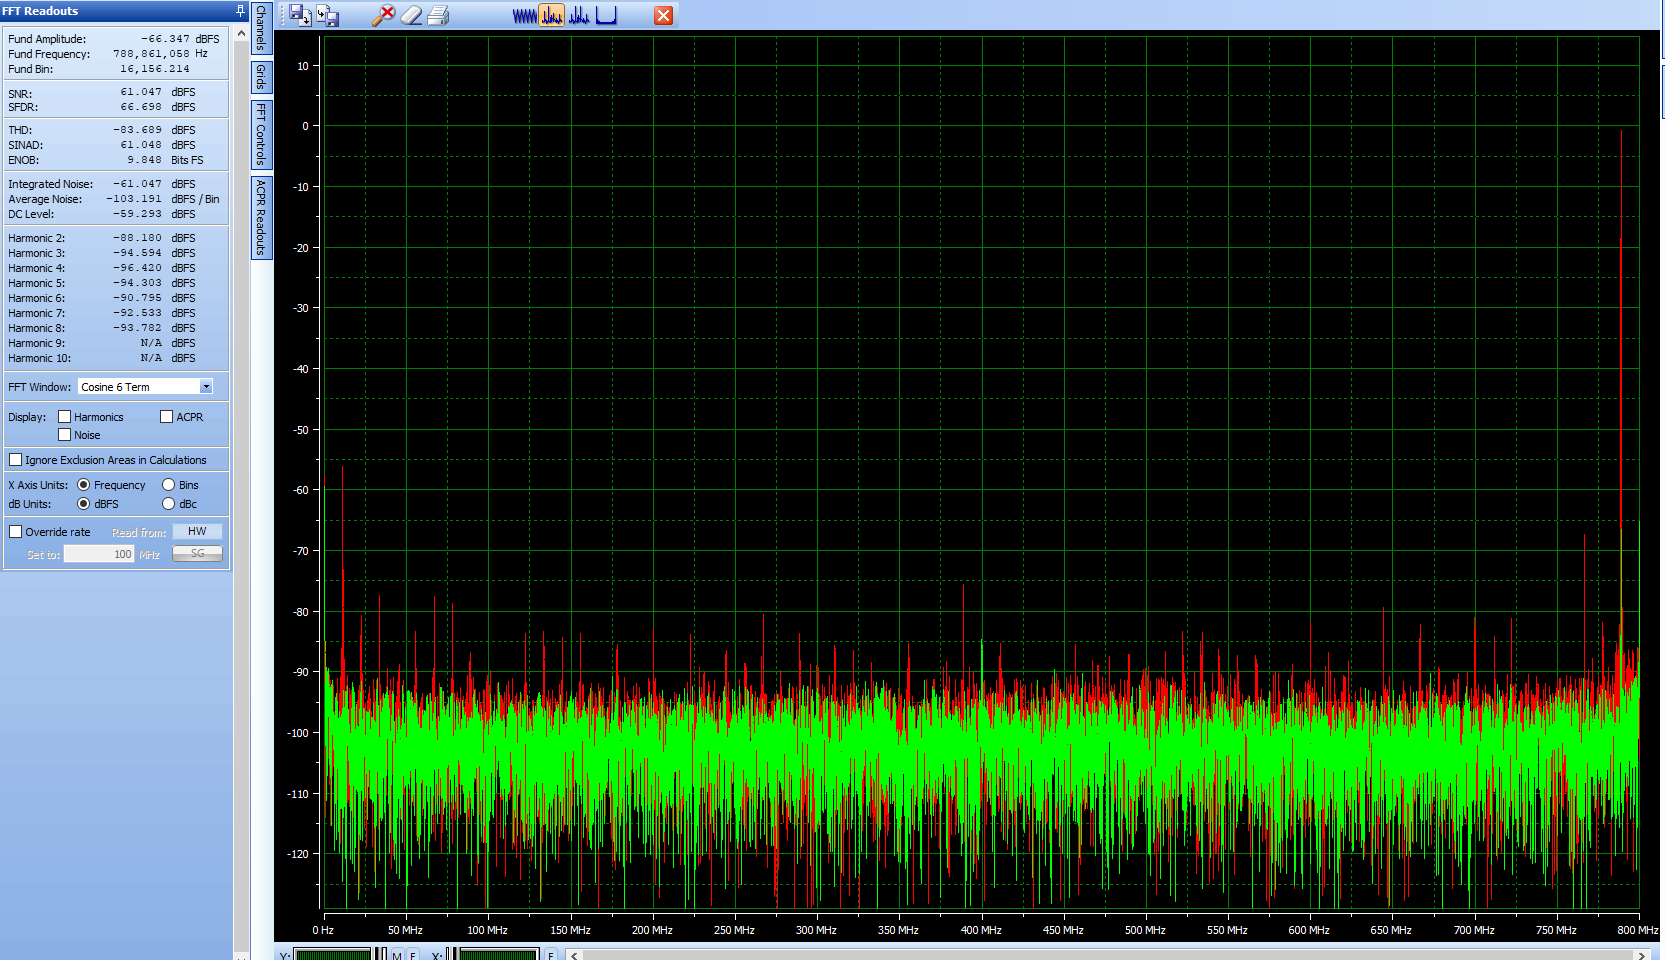 FFT Readouts
Fund Amplitude: -66.347 dBFS
Fund Frequency: 788,861,058 Hz
Fund Bin: 16,156.214
SNR: 61.047 dBFS
SFDR: 66.698 dBFS
THD: -83.689 dBFS
SINAD: 61.048 dBFS
ENOB: 9.848 Bits FS
Integrated Noise: -61.047 dBFS
Average Noise: -103.191 dBFS / Bin
DC Level: -59.293 dBFS
Harmonic 2: -88.180 dBFS
Harmonic 3: -94.594 dBFS
Harmonic 4: -96.420 dBFS
Harmonic 5: -94.303 dBFS
Harmonic 6: -90.795 dBFS
Harmonic 7: -92.533 dBFS
Harmonic 8: -93.782 dBFS
Harmonic 9: N/A dBFS
Harmonic 10: N/A dBFS
FFT Window: Cosine 6 Term
Display: Harmonics ACPR
Noise
Ignore Exclusion Areas in Calculations
X Axis Units: Frequency Bins
dB Units: dBFS dBc
Override rate Read from: HW
Set to: 100 MHz SG
Channels
Grids
FFT Controls
ACPR Readouts
10
0
-10
-20
-30
-40
-50
-60
-70
-80
-90
-100
-110
-120
0 Hz 50 MHz 100 MHz 150 MHz 200 MHz 250 MHz 300 MHz 350 MHz 400 MHz 450 MHz 500 MHz 550 MHz 600 MHz 650 MHz 700 MHz 750 MHz 800 MHz
Y: M F X: F